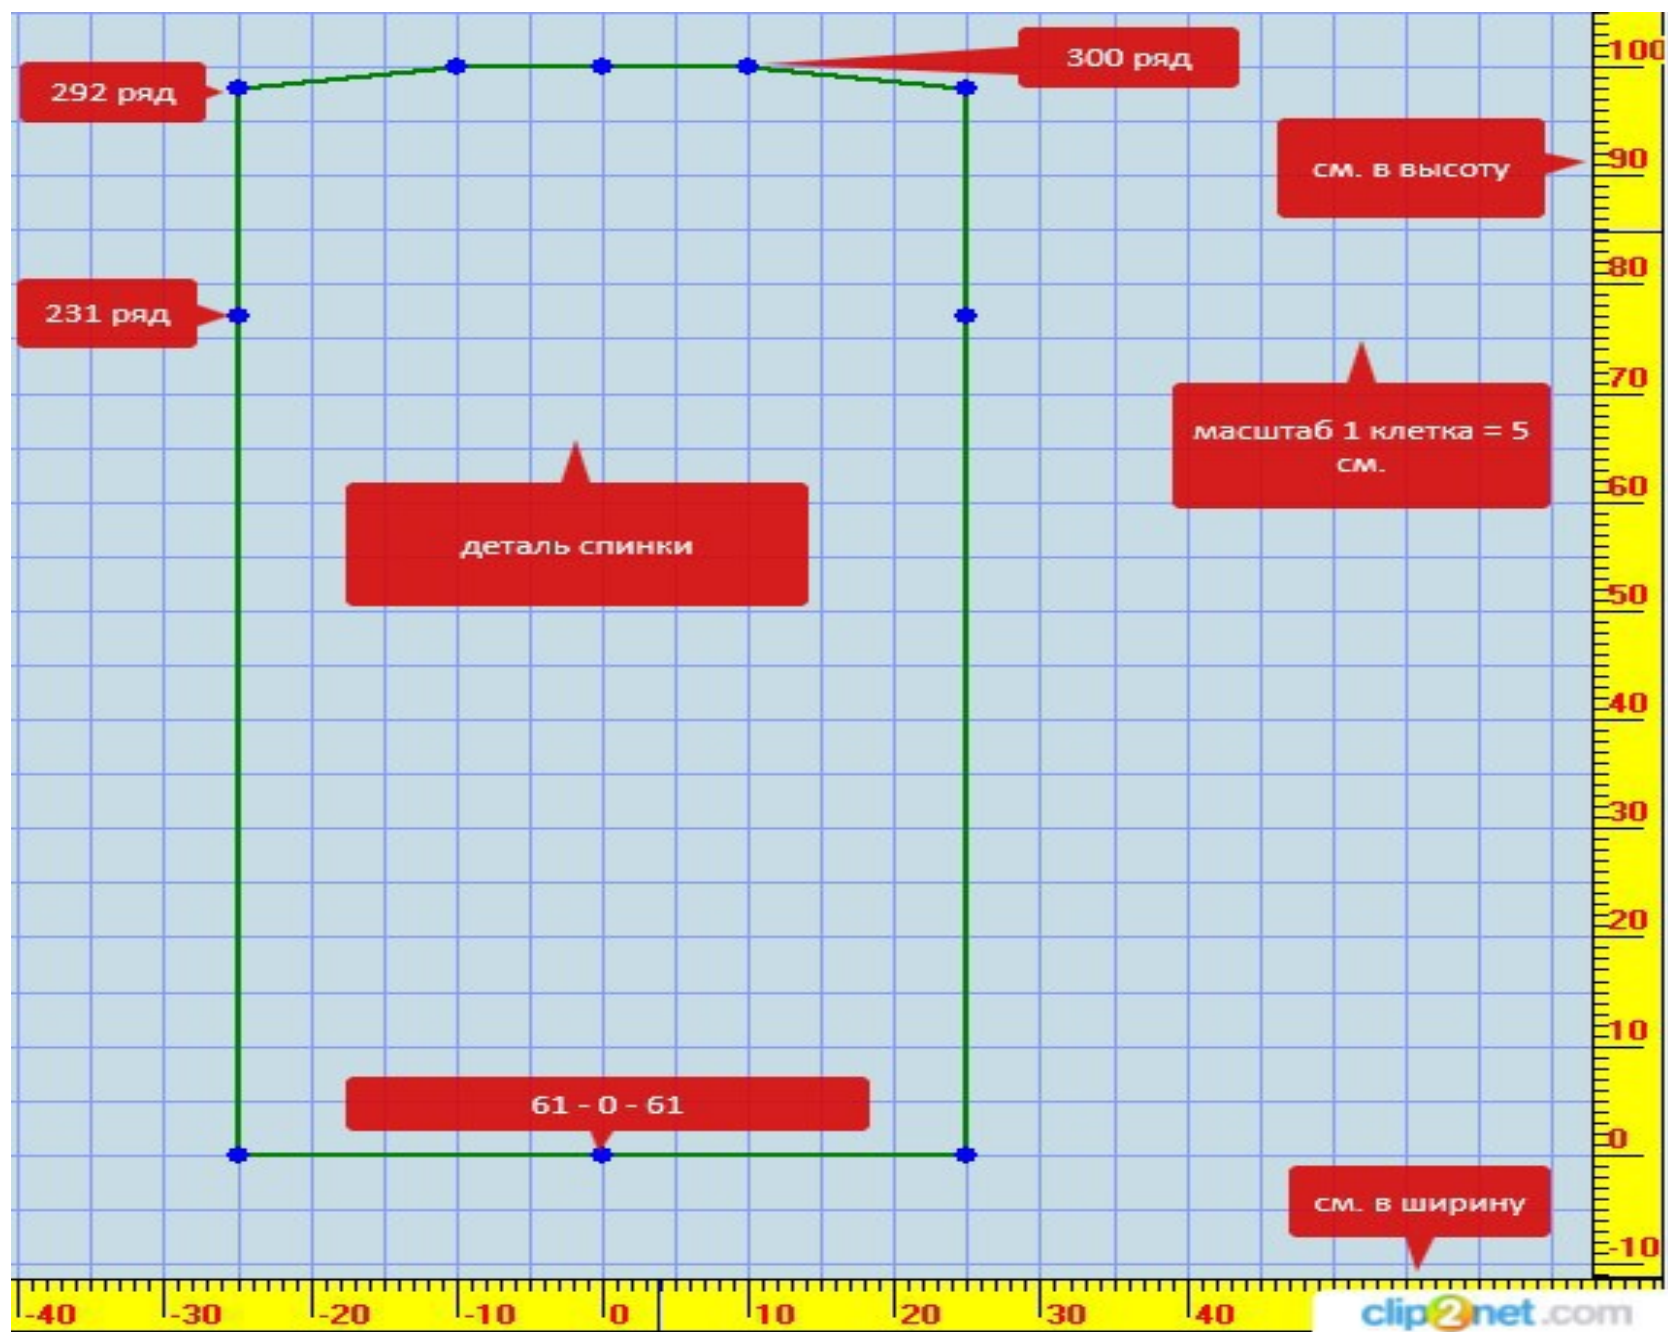 300 ряд
292 ряд
см. в высоту
231 ряд
масштаб 1 клетка = 5
см.
деталь спинки
61 - 0 - 61
см. в ширину
100
90
80
70
60
50
40
30
20
10
0
-10
-40 -30 -20 -10 0 10 20 30 40
clip2net.com